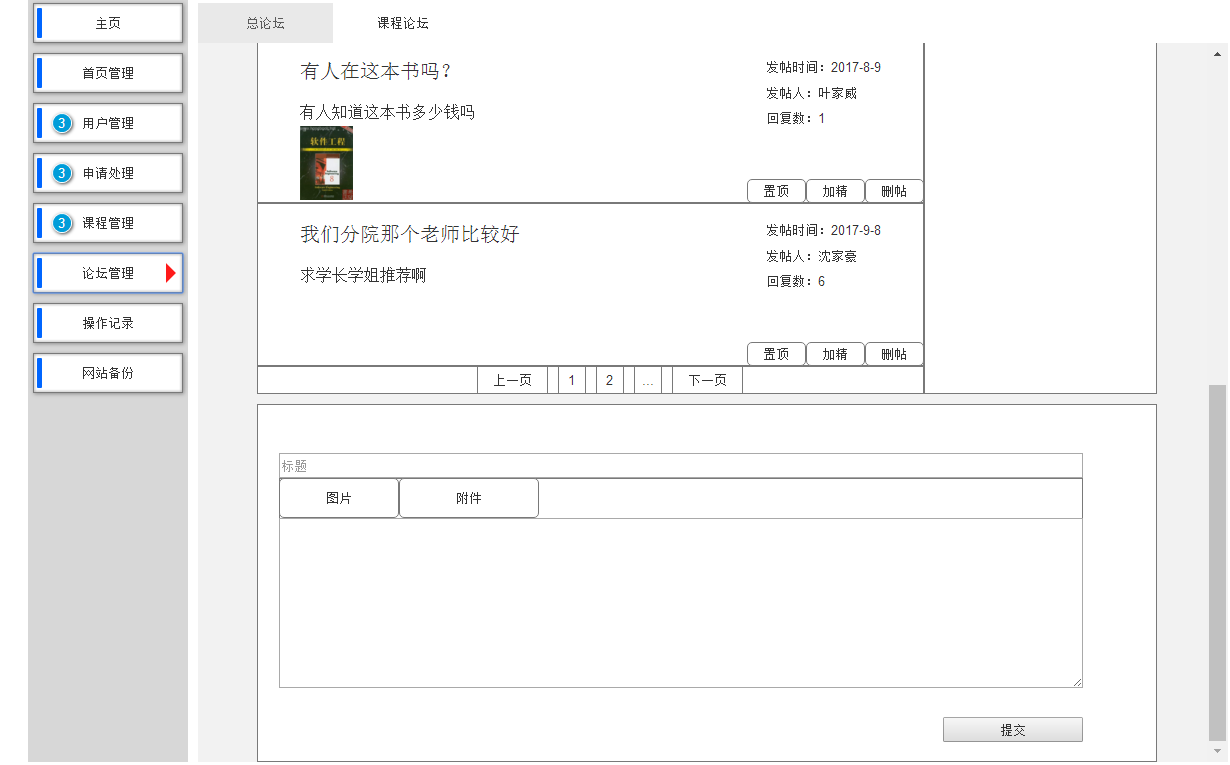 主页
首页管理
3 用户管理
3 申请处理
3 课程管理
论坛管理
操作记录
网站备份
总论坛 课程论坛
有人在这本书吗?
有人知道这本书多少钱吗
软件工程
发帖时间：2017-8-9
发帖人：叶家威
回复数：1
置顶 加精 删帖
我们分院那个老师比较好
求学长学姐推荐啊
发帖时间：2017-9-8
发帖人：沈家豪
回复数：6
置顶 加精 删帖
上一页 1 2 ... 下一页
标题
图片 附件
提交